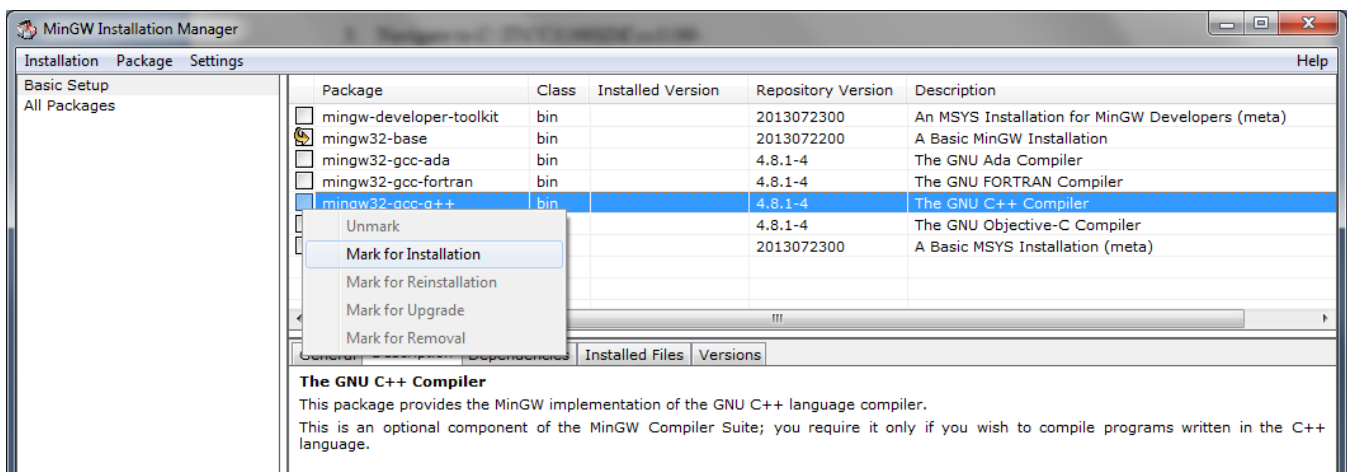 MinGW Installation Manager
Installation Package Settings Help
Basic Setup
All Packages
Package Class Installed Version Repository Version Description
mingw-developer-toolkit bin 2013072300 An MSYS Installation for MinGW Developers (meta)
mingw32-base bin 2013072200 A Basic MinGW Installation
mingw32-gcc-ada bin 4.8.1-4 The GNU Ada Compiler
mingw32-gcc-fortran bin 4.8.1-4 The GNU FORTRAN Compiler
mingw32-gcc-g++ bin 4.8.1-4 The GNU C++ Compiler
4.8.1-4 The GNU Objective-C Compiler
2013072300 A Basic MSYS Installation (meta)
Unmark
Mark for Installation
Mark for Reinstallation
Mark for Upgrade
Mark for Removal
General Description Dependencies Installed Files Versions
The GNU C++ Compiler
This package provides the MinGW implementation of the GNU C++ language compiler.
This is an optional component of the MinGW Compiler Suite; you require it only if you wish to compile programs written in the C++
language.